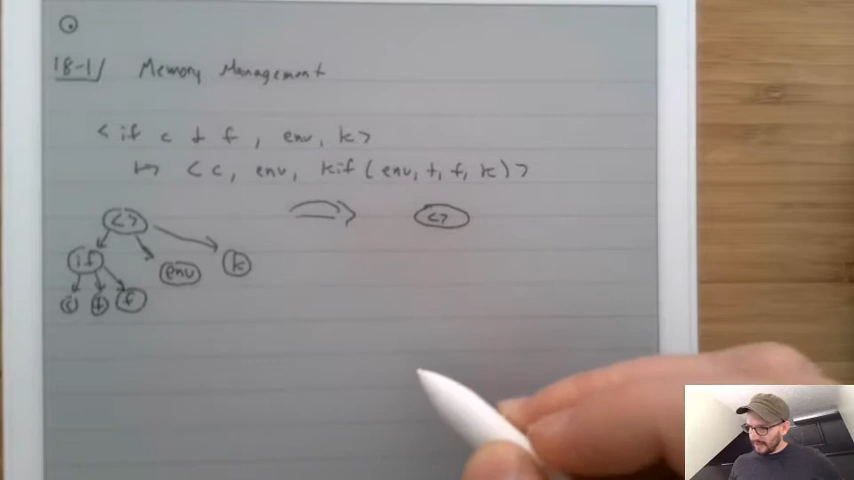 18-1/ Memory Management
< if c t f , env, k >
↦ < c, env, kif ( env, t, f, k ) >
< > ⇒ < >
if env k
c t f